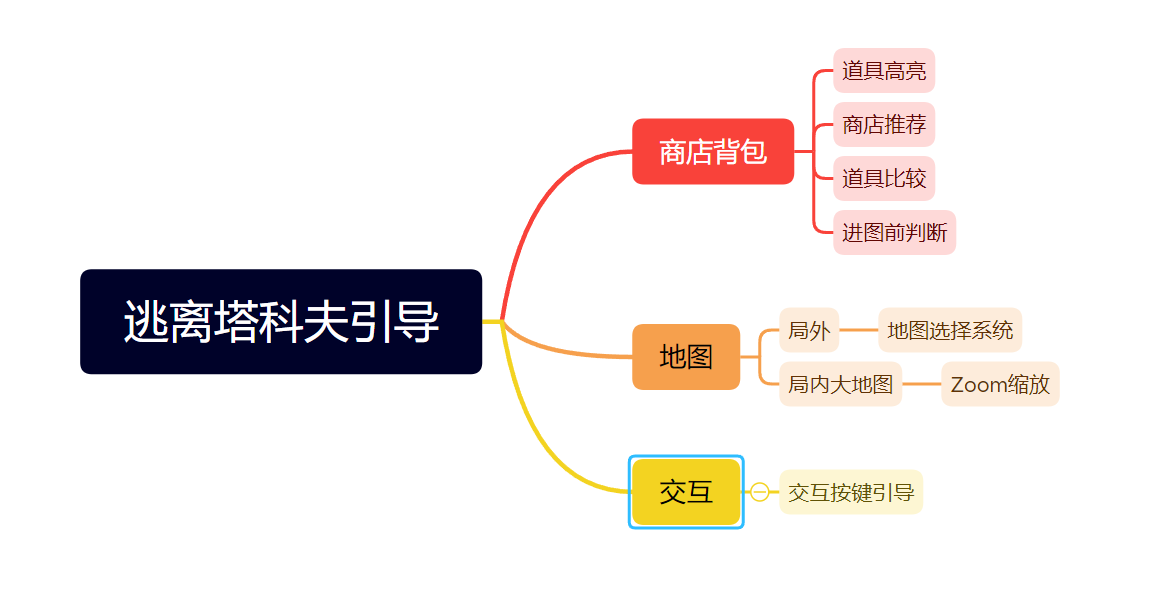 逃离塔科夫引导
商店背包
道具高亮
商店推荐
道具比较
进图前判断
地图
局外
地图选择系统
局内大地图
Zoom缩放
交互
交互按键引导